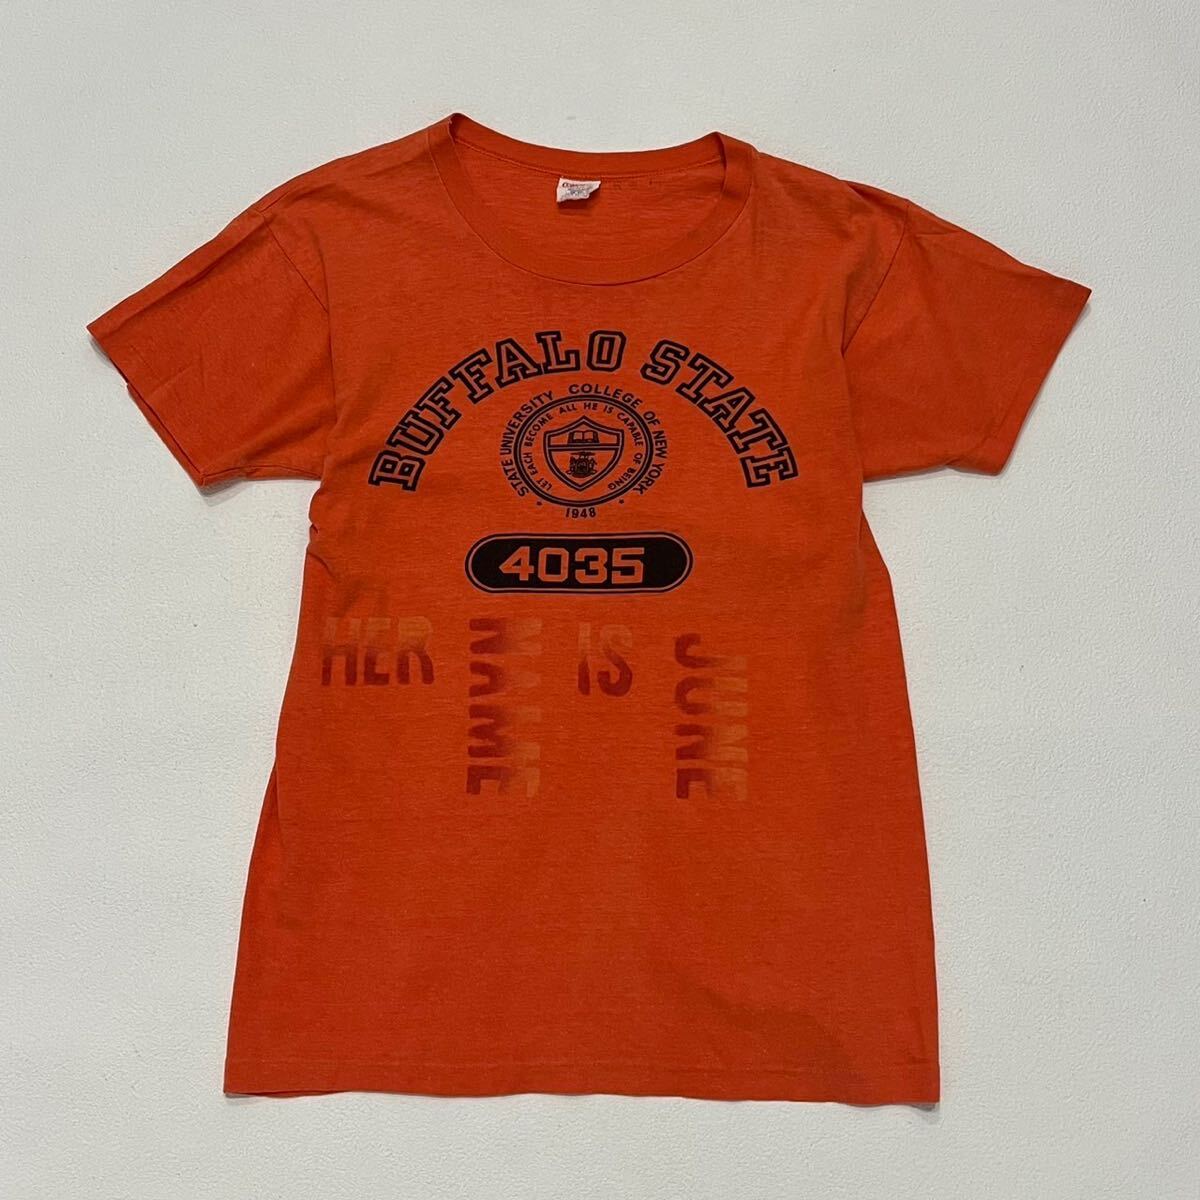 BUFFALO STATE
STATE UNIVERSITY COLLEGE OF NEW YORK
LET EACH BECOME ALL HE IS CAPABLE OF BEING
* 1948 *
4035
HER NAME IS JUNE